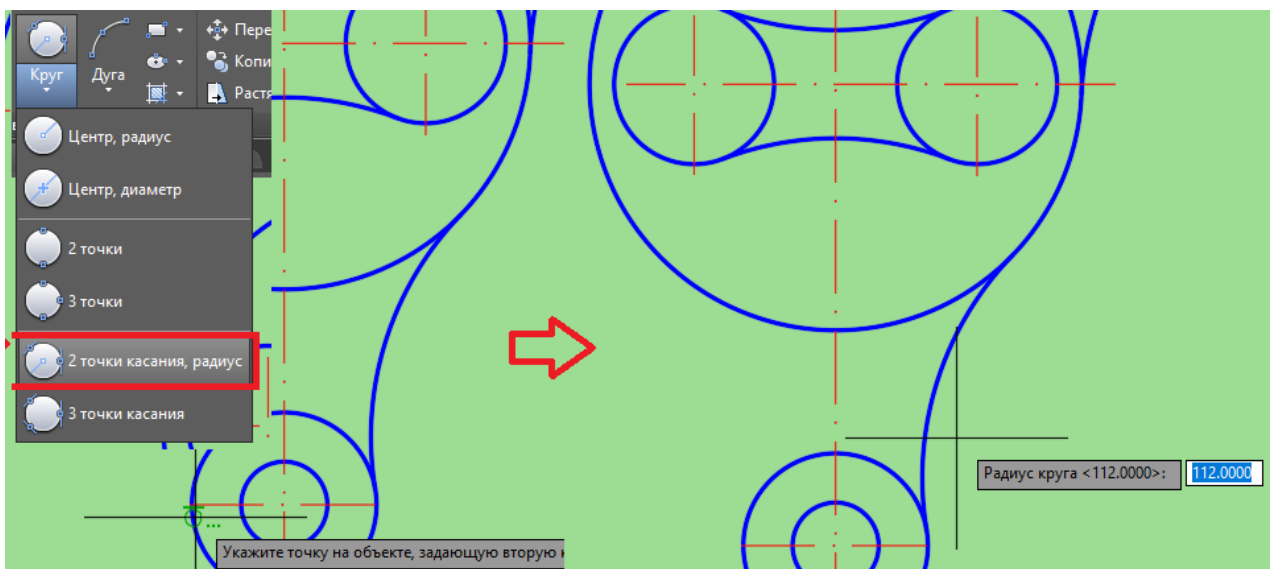 Круг
Дуга
Пере
Копи
Растя
Центр, радиус
Центр, диаметр
2 точки
3 точки
2 точки касания, радиус
3 точки касания
Укажите точку на объекте, задающую вторую к
Радиус круга <112.0000>: 112.0000